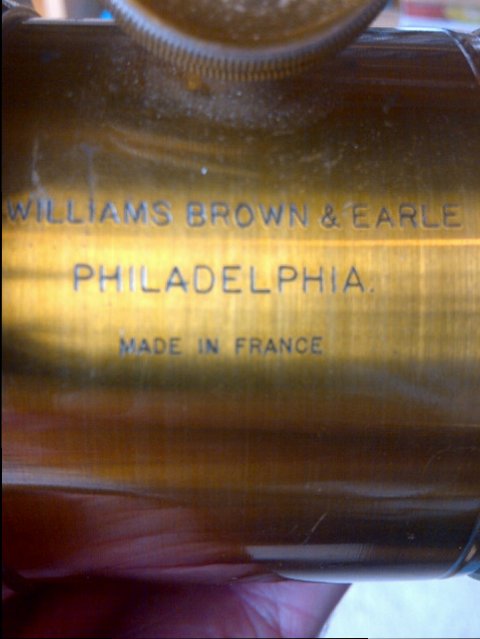 WILLIAMS BROWN & EARLE
PHILADELPHIA.
MADE IN FRANCE